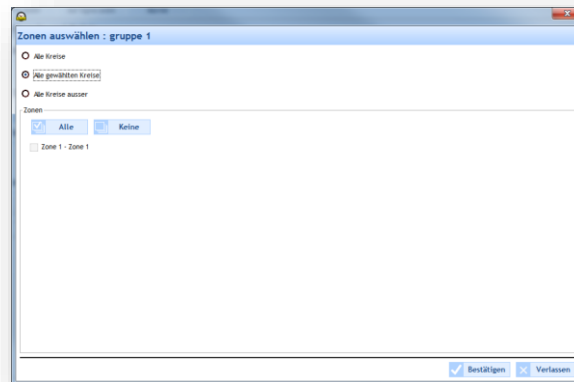 Zonen auswählen : gruppe 1
Alle Kreise
Alle gewählten Kreise
Alle Kreise ausser
Zonen
Alle Keine
Zone 1 - Zone 1
Bestätigen Verlassen